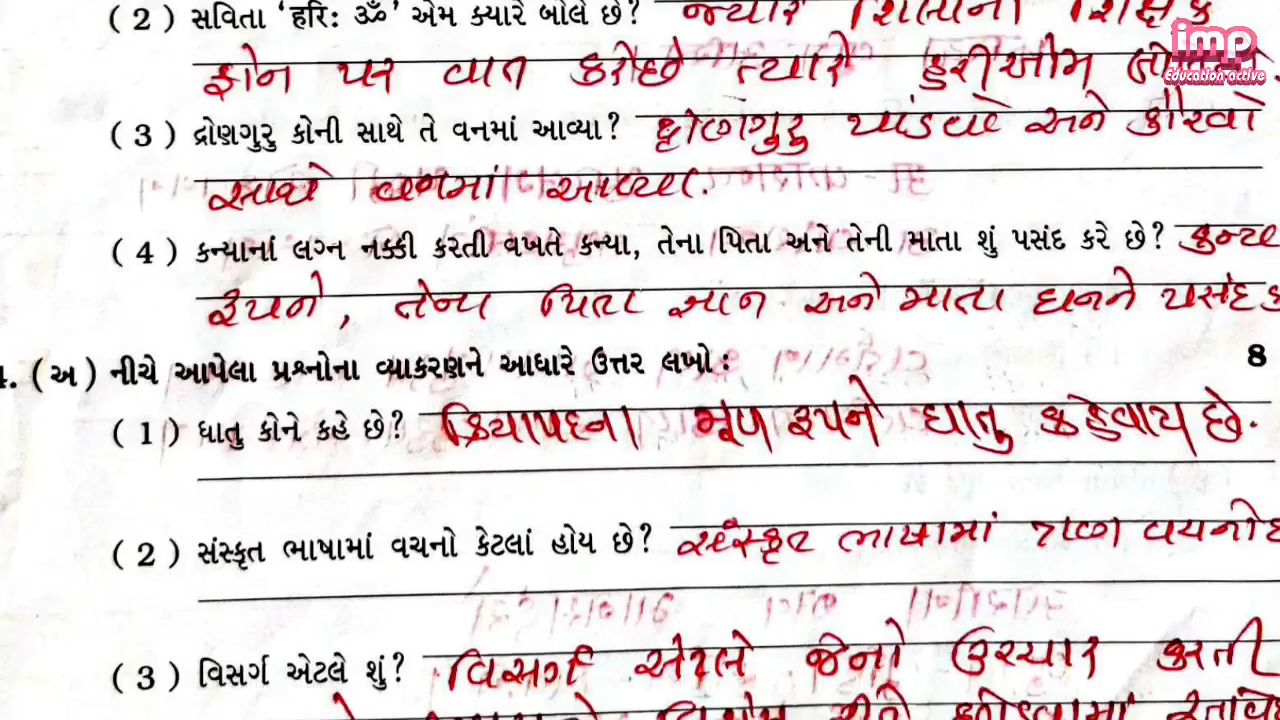 ( 2 ) સવિતા ‘હરિ: ૐ’ એમ ક્યારે બોલે છે? જ્યારે શિક્ષક
ફોન પર વાત કરેછે ત્યારે હરીઓમ
imp
Education active
( 3 ) દ્રોણગુરુ કોની સાથે તે વનમાં આવ્યા? દ્રોણગુરુ પાંડવો અને કૌરવો
સાથે વનમાં આવ્યા.
( 4 ) કન્યાનાં લગ્ન નક્કી કરતી વખતે કન્યા, તેના પિતા અને તેની માતા શું પસંદ કરે છે? કન્યા
રૂપને, તેના પિતા જ્ઞાન અને માતા ધનને પસંદ ક
4. ( અ ) નીચે આપેલા પ્રશ્નોના વ્યાકરણને આધારે ઉત્તર લખો : 8
( 1 ) ધાતુ કોને કહે છે? ક્રિયાપદના મૂળ રૂપને ધાતુ કહેવાય છે.
( 2 ) સંસ્કૃત ભાષામાં વચનો કેટલાં હોય છે? સંસ્કૃત ભાષામાં ત્રણ વચનો
( 3 ) વિસર્ગ એટલે શું? વિસર્ગ એટલે જેનો ઉચ્ચાર